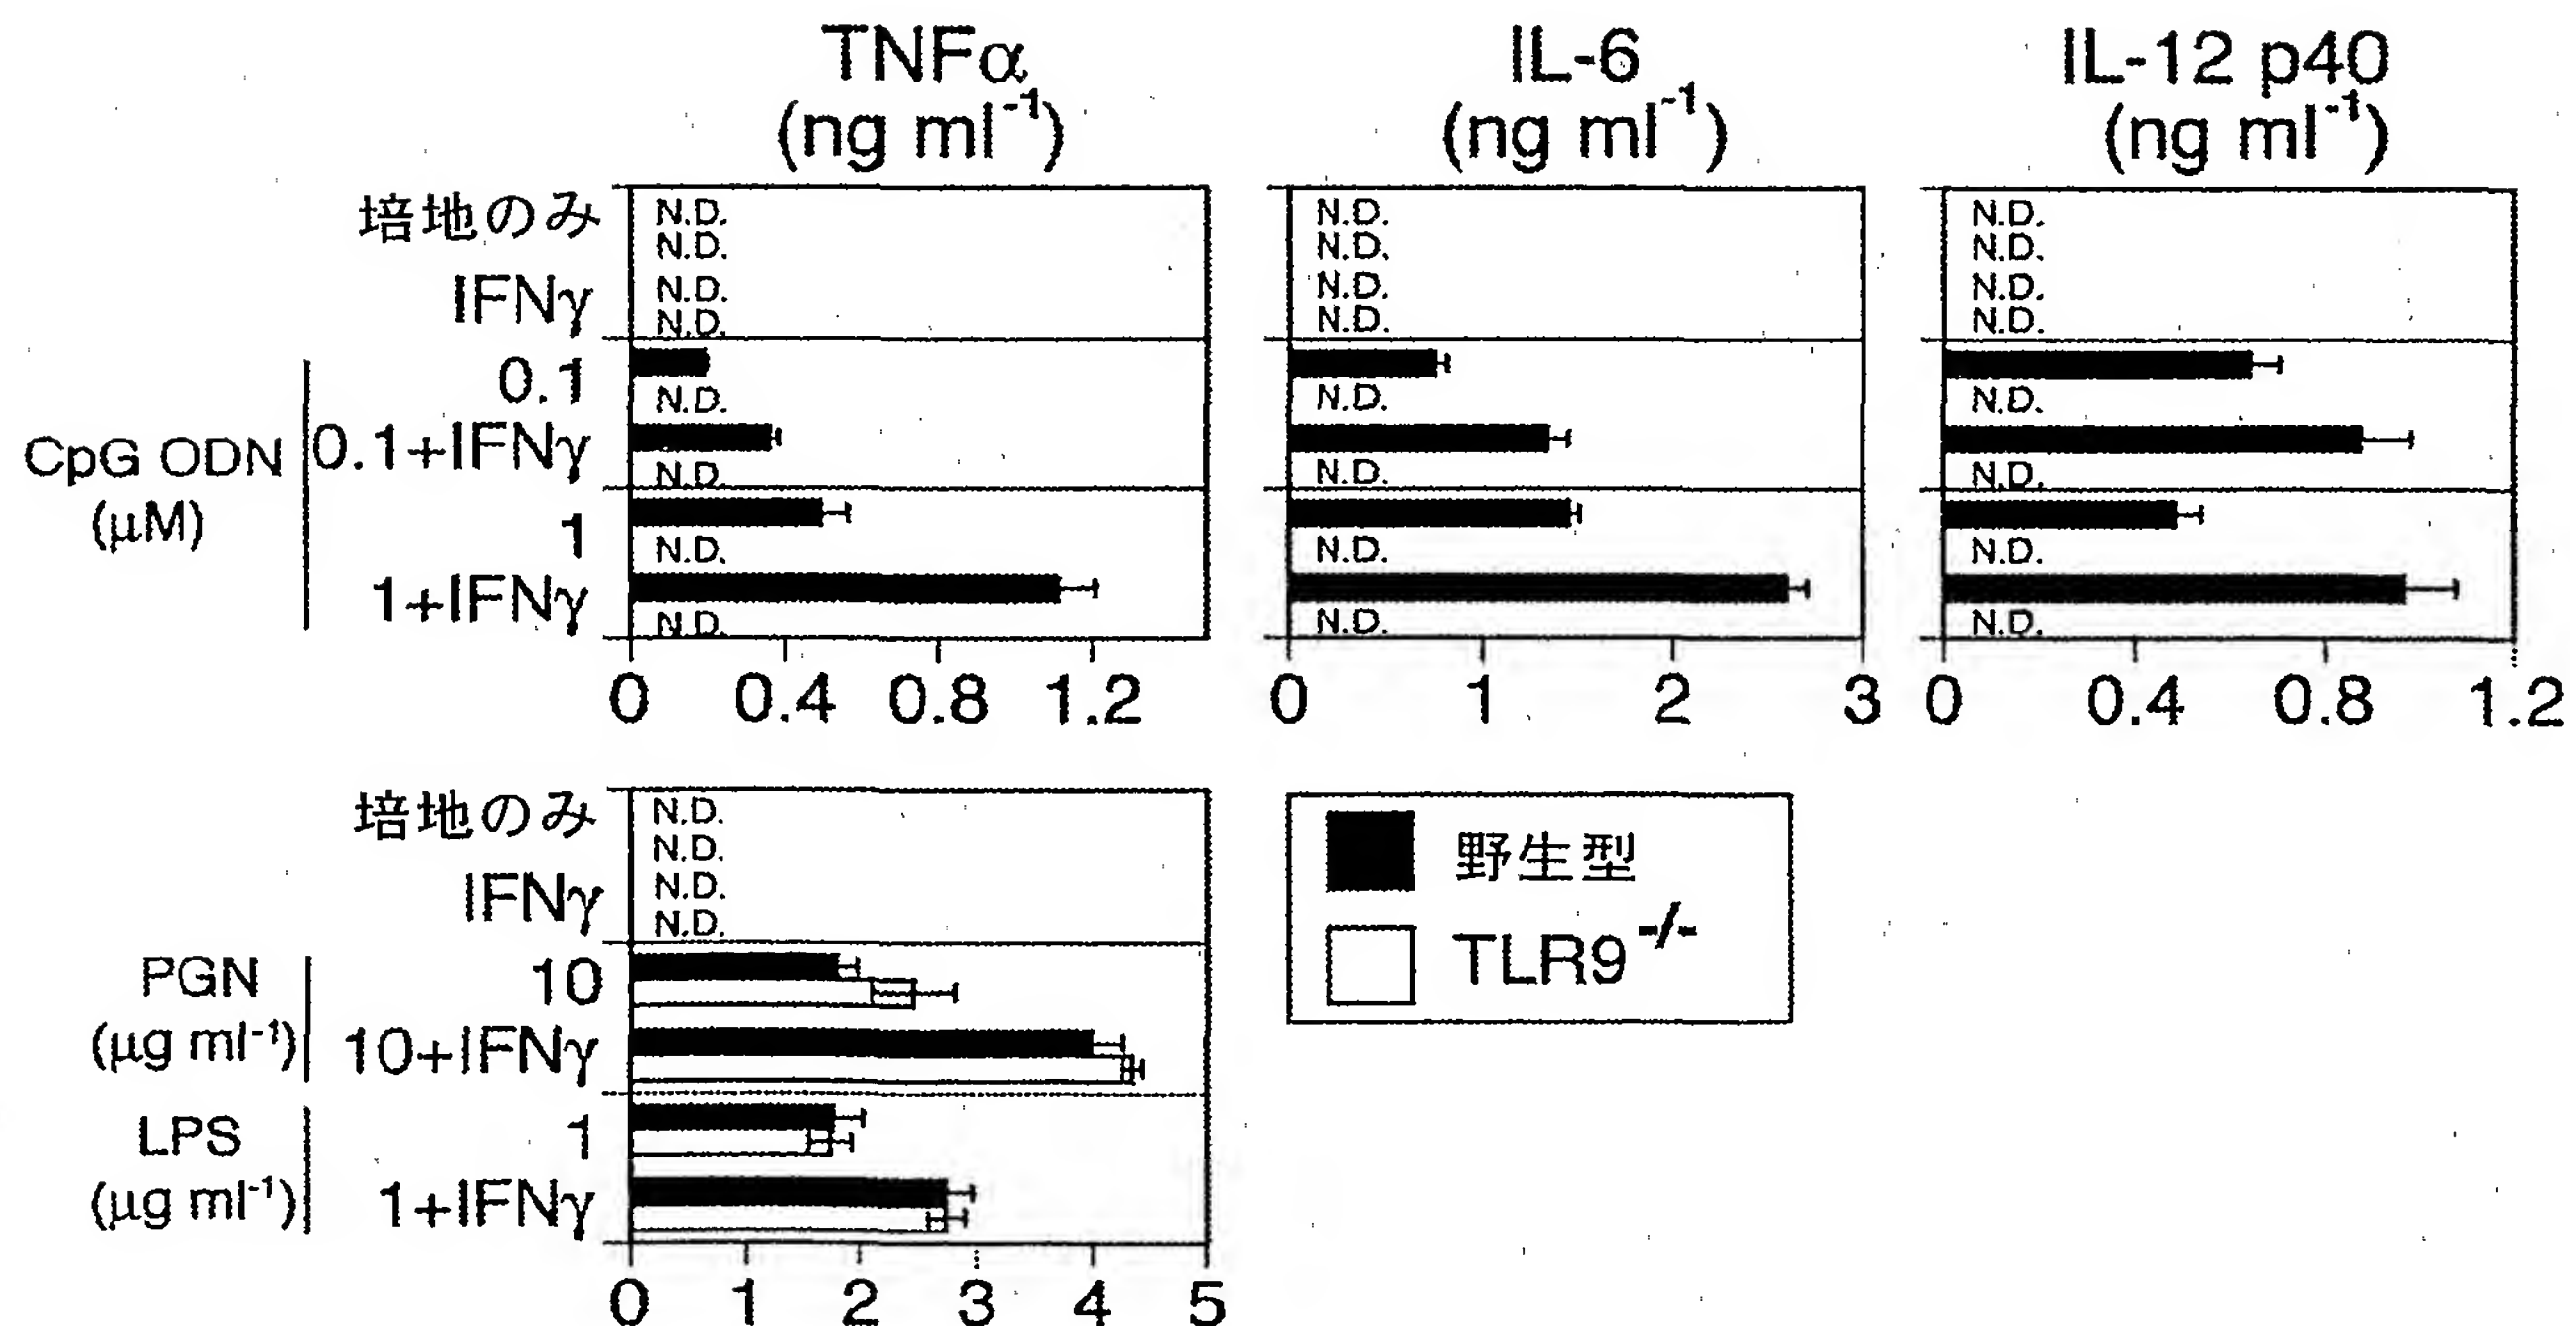 TNFα
(ng ml⁻¹)
IL-6
(ng ml⁻¹)
IL-12 p40
(ng ml⁻¹)
培地のみ
N.D.
N.D.
N.D.
N.D.
N.D.
N.D.
IFNγ
N.D.
N.D.
N.D.
N.D.
N.D.
N.D.
CpG ODN
(μM)
0.1
N.D.
N.D.
N.D.
0.1+IFNγ
N.D.
N.D.
N.D.
1
N.D.
N.D.
N.D.
1+IFNγ
N.D.
N.D.
N.D.
0 0.4 0.8 1.2
0 1 2 3
0 0.4 0.8 1.2
培地のみ
N.D.
N.D.
IFNγ
N.D.
N.D.
PGN
(μg ml⁻¹)
10
10+IFNγ
LPS
(μg ml⁻¹)
1
1+IFNγ
0 1 2 3 4 5
野生型
TLR9⁻/⁻